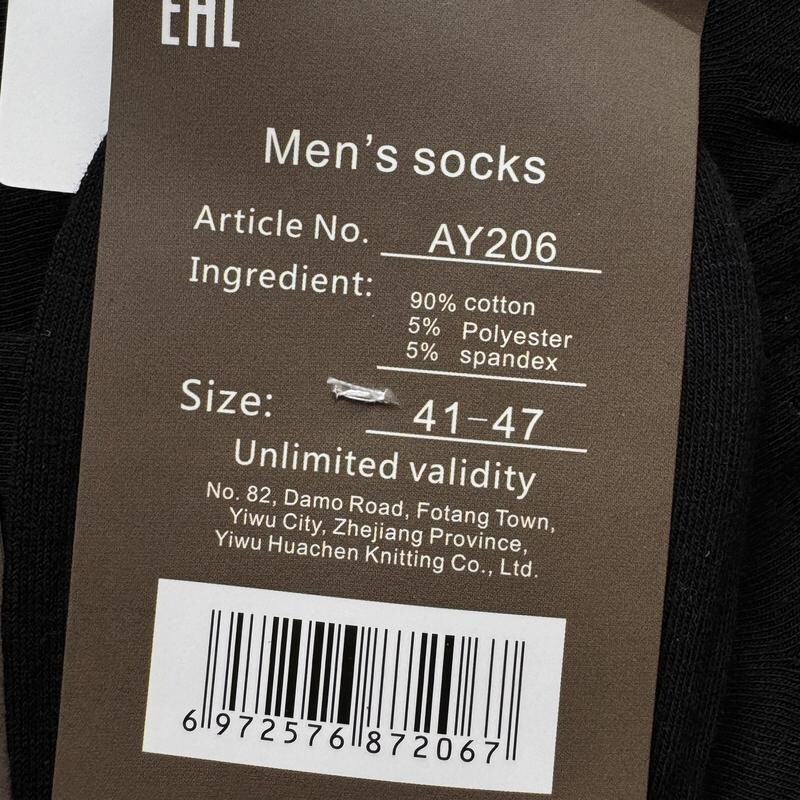 EAC
Men's socks
Article No. AY206
Ingredient: 90% cotton
5% Polyester
5% spandex
Size: 41-47
Unlimited validity
No. 82, Damo Road, Fotang Town,
Yiwu City, Zhejiang Province,
Yiwu Huachen Knitting Co., Ltd.
6 972576 872067